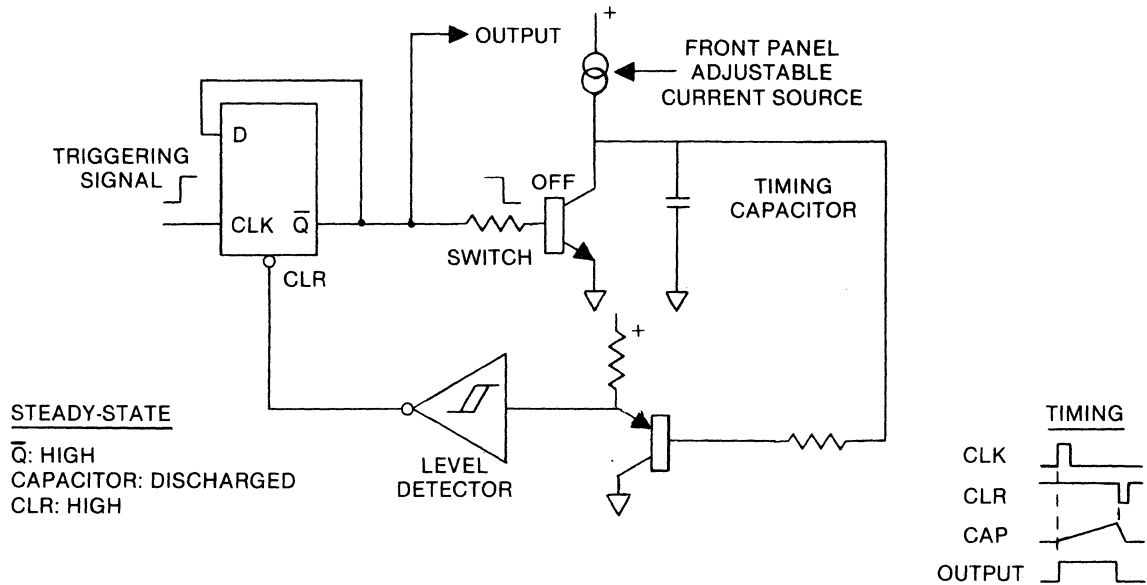 +
OUTPUT
FRONT PANEL
ADJUSTABLE
CURRENT SOURCE
D
TRIGGERING
SIGNAL
OFF
TIMING
CAPACITOR
CLK
Q̅
SWITCH
CLR
+
STEADY-STATE
Q̅: HIGH
CAPACITOR: DISCHARGED
CLR: HIGH
LEVEL
DETECTOR
TIMING
CLK
CLR
CAP
OUTPUT